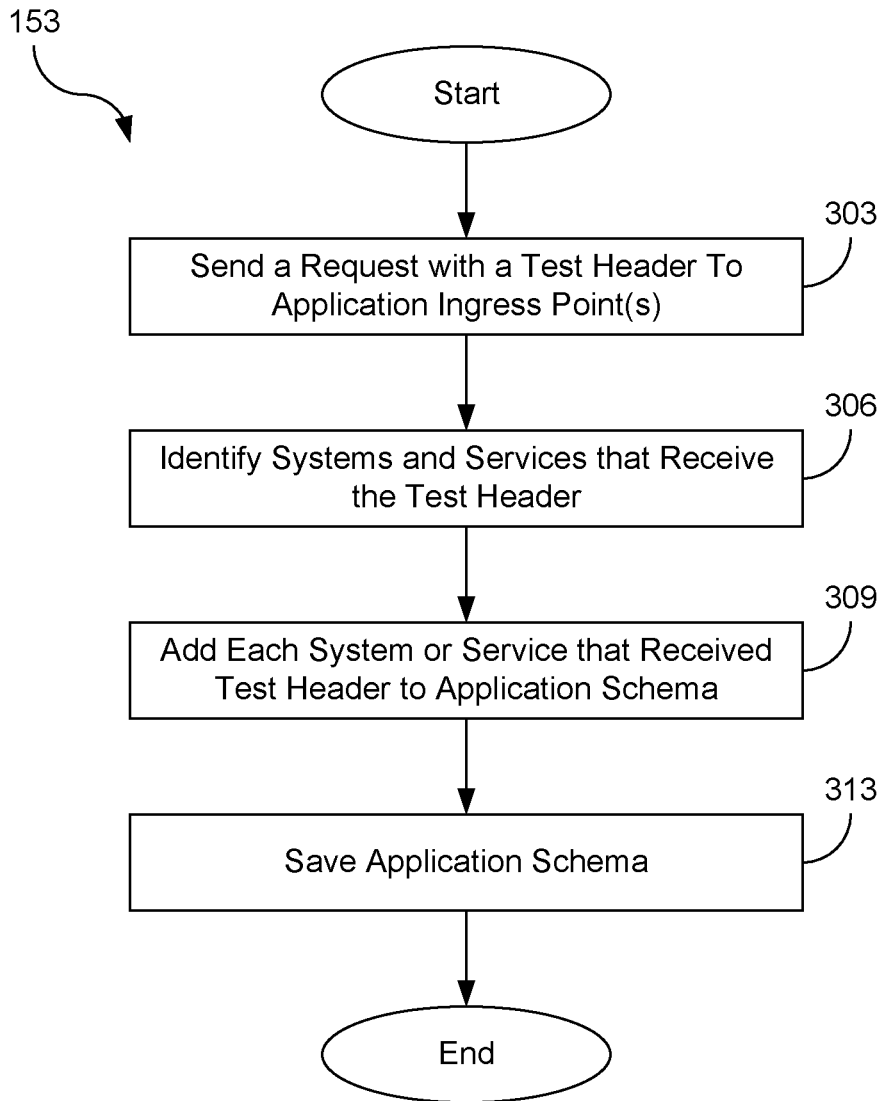 153
Start
303
Send a Request with a Test Header To
Application Ingress Point(s)
306
Identify Systems and Services that Receive
the Test Header
309
Add Each System or Service that Received
Test Header to Application Schema
313
Save Application Schema
End